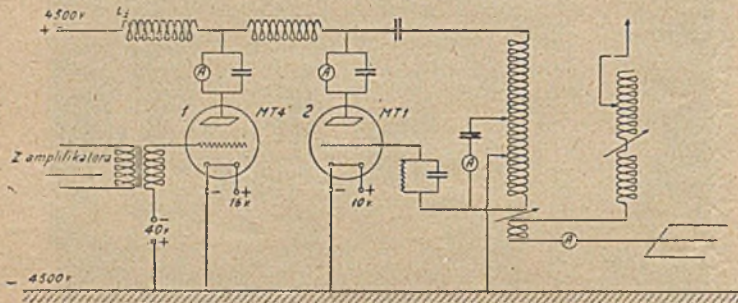 4500v
+
L₁
A
A
1
MT4
2
MT1
A
Z amplifikatora
- +
16v
- +
10v
-
40v
+
A
- 4500v